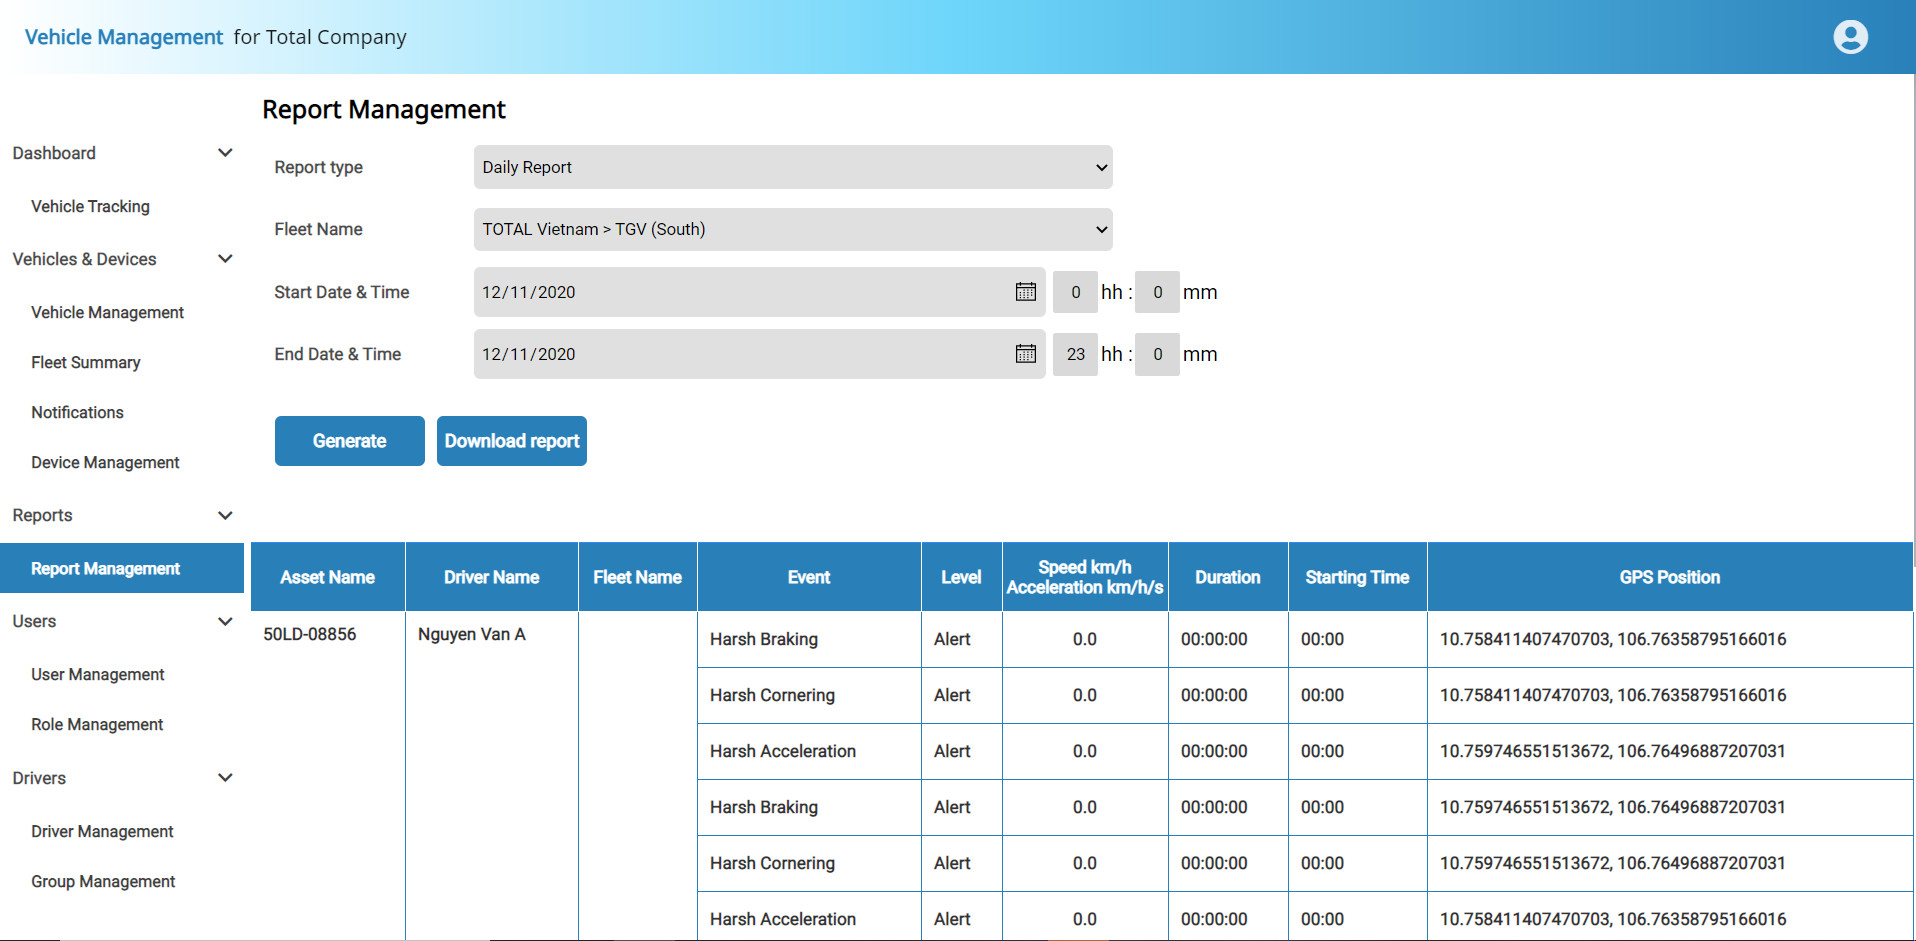 Vehicle Management for Total Company
Report Management
Dashboard
Vehicle Tracking
Vehicles & Devices
Vehicle Management
Fleet Summary
Notifications
Device Management
Reports
Report Management
Users
User Management
Role Management
Drivers
Driver Management
Group Management
Report type Daily Report
Fleet Name TOTAL Vietnam > TGV (South)
Start Date & Time 12/11/2020 0 hh : 0 mm
End Date & Time 12/11/2020 23 hh : 0 mm
Generate Download report
Asset Name Driver Name Fleet Name Event Level Speed km/h Acceleration km/h/s Duration Starting Time GPS Position
50LD-08856 Nguyen Van A Harsh Braking Alert 0.0 00:00:00 00:00 10.758411407470703, 106.76358795166016
Harsh Cornering Alert 0.0 00:00:00 00:00 10.758411407470703, 106.76358795166016
Harsh Acceleration Alert 0.0 00:00:00 00:00 10.759746551513672, 106.76496887207031
Harsh Braking Alert 0.0 00:00:00 00:00 10.759746551513672, 106.76496887207031
Harsh Cornering Alert 0.0 00:00:00 00:00 10.759746551513672, 106.76496887207031
Harsh Acceleration Alert 0.0 00:00:00 00:00 10.758411407470703, 106.76358795166016